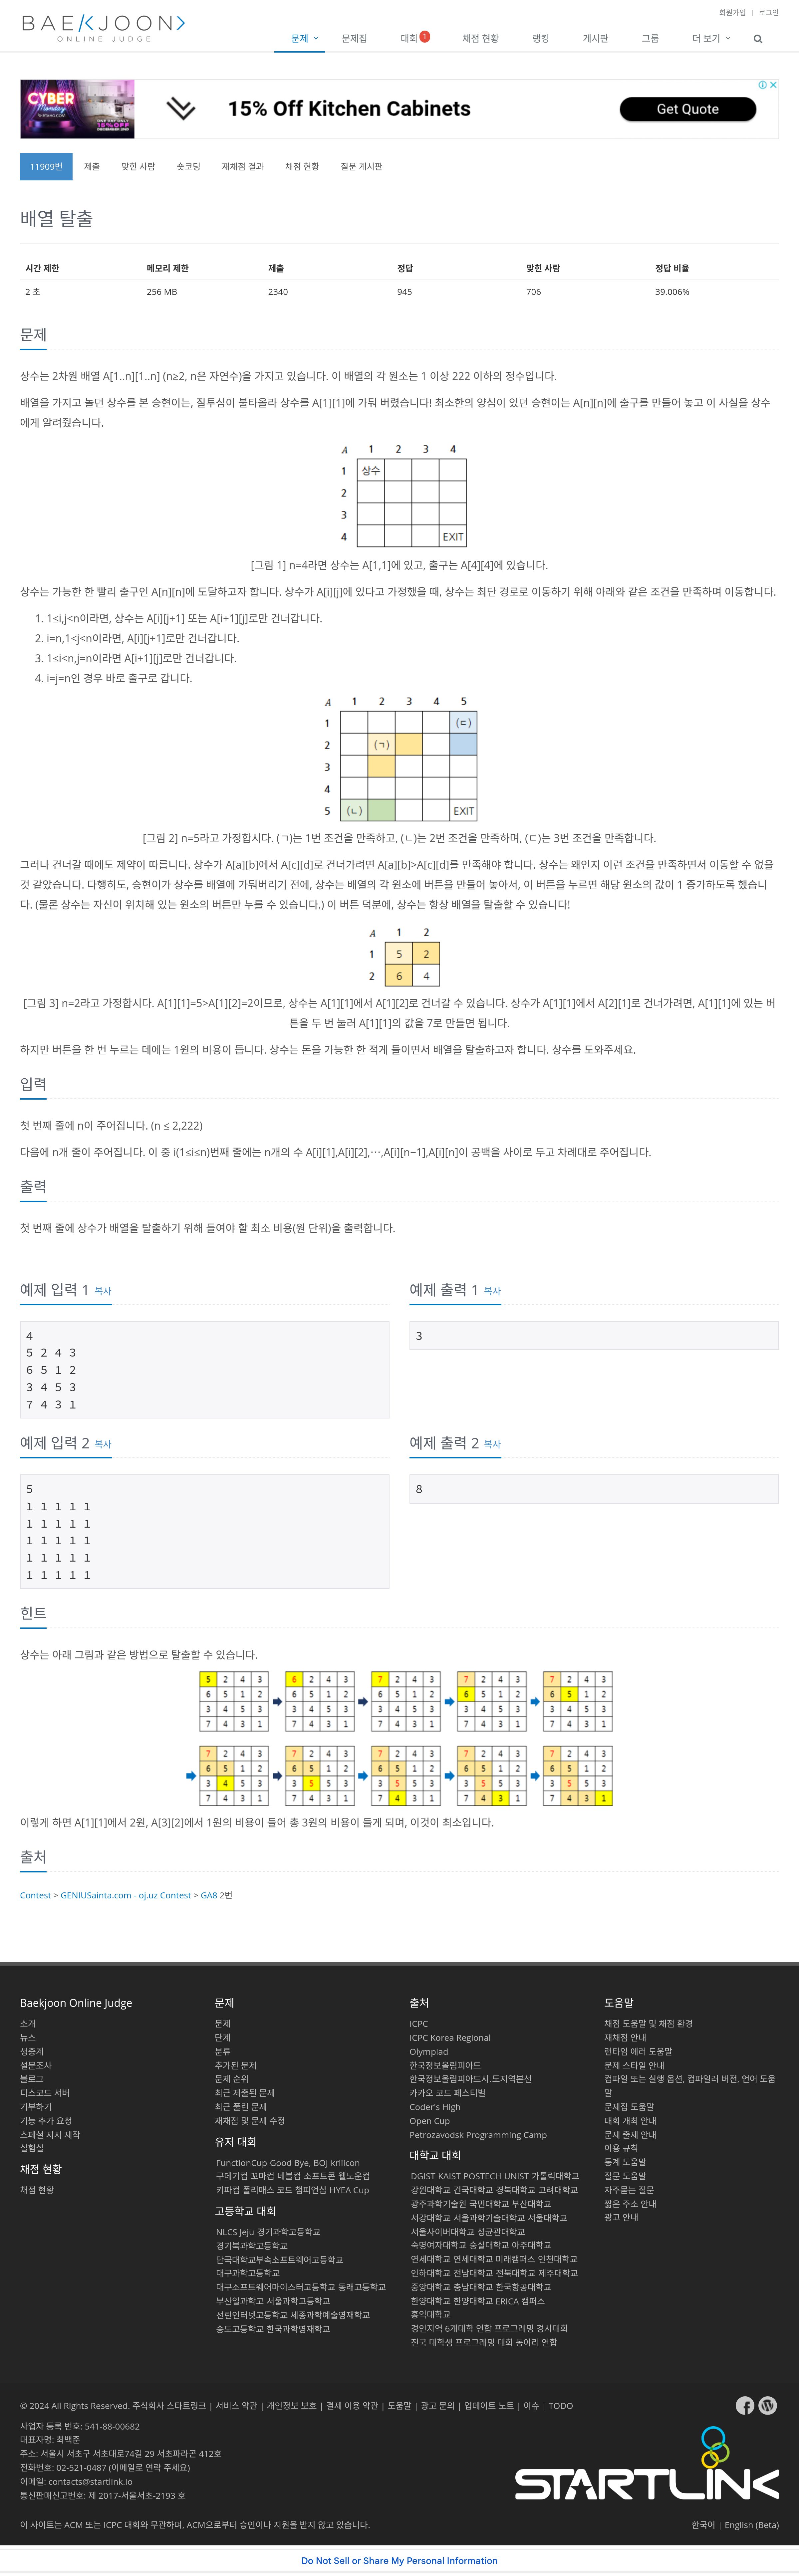 회원가입 | 로그인
BAEKJOON>
ONLINE JUDGE
문제 문제집 대회 1 채점 현황 랭킹 게시판 그룹 더 보기
CYBER
Monday
15%OFF
15% Off Kitchen Cabinets
Get Quote
11909번 제출 맞힌 사람 숏코딩 재채점 결과 채점 현황 질문 게시판
배열 탈출
시간 제한 메모리 제한 제출 정답 맞힌 사람 정답 비율
2 초 256 MB 2340 945 706 39.006%
문제
상수는 2차원 배열 A[1..n][1..n] (n≥2, n은 자연수)을 가지고 있습니다. 이 배열의 각 원소는 1 이상 222 이하의 정수입니다.
배열을 가지고 놀던 상수를 본 승현이는, 질투심이 불타올라 상수를 A[1][1]에 가둬 버렸습니다! 최소한의 양심이 있던 승현이는 A[n][n]에 출구를 만들어 놓고 이 사실을 상수
에게 알려줬습니다.
A 1 2 3 4
1 상수
2
3
4 EXIT
[그림 1] n=4라면 상수는 A[1,1]에 있고, 출구는 A[4][4]에 있습니다.
상수는 가능한 한 빨리 출구인 A[n][n]에 도달하고자 합니다. 상수가 A[i][j]에 있다고 가정했을 때, 상수는 최단 경로로 이동하기 위해 아래와 같은 조건을 만족하며 이동합니다.
1. 1≤i,j<n이라면, 상수는 A[i][j+1] 또는 A[i+1][j]로만 건너갑니다.
2. i=n,1≤j<n이라면, A[i][j+1]로만 건너갑니다.
3. 1≤i<n,j=n이라면 A[i+1][j]로만 건너갑니다.
4. i=j=n인 경우 바로 출구로 갑니다.
A 1 2 3 4 5
1 (ㄷ)
2 (ㄱ)
3
4
5 (ㄴ) EXIT
[그림 2] n=5라고 가정합시다. (ㄱ)는 1번 조건을 만족하고, (ㄴ)는 2번 조건을 만족하며, (ㄷ)는 3번 조건을 만족합니다.
그러나 건너갈 때에도 제약이 따릅니다. 상수가 A[a][b]에서 A[c][d]로 건너가려면 A[a][b]>A[c][d]를 만족해야 합니다. 상수는 왜인지 이런 조건을 만족하면서 이동할 수 없을
것 같았습니다. 다행히도, 승현이가 상수를 배열에 가둬버리기 전에, 상수는 배열의 각 원소에 버튼을 만들어 놓아서, 이 버튼을 누르면 해당 원소의 값이 1 증가하도록 했습니
다. (물론 상수는 자신이 위치해 있는 원소의 버튼만 누를 수 있습니다.) 이 버튼 덕분에, 상수는 항상 배열을 탈출할 수 있습니다!
A 1 2
1 5 2
2 6 4
[그림 3] n=2라고 가정합시다. A[1][1]=5>A[1][2]=2이므로, 상수는 A[1][1]에서 A[1][2]로 건너갈 수 있습니다. 상수가 A[1][1]에서 A[2][1]로 건너가려면, A[1][1]에 있는 버
튼을 두 번 눌러 A[1][1]의 값을 7로 만들면 됩니다.
하지만 버튼을 한 번 누르는 데에는 1원의 비용이 듭니다. 상수는 돈을 가능한 한 적게 들이면서 배열을 탈출하고자 합니다. 상수를 도와주세요.
입력
첫 번째 줄에 n이 주어집니다. (n ≤ 2,222)
다음에 n개 줄이 주어집니다. 이 중 i(1≤i≤n)번째 줄에는 n개의 수 A[i][1],A[i][2],⋯,A[i][n−1],A[i][n]이 공백을 사이로 두고 차례대로 주어집니다.
출력
첫 번째 줄에 상수가 배열을 탈출하기 위해 들여야 할 최소 비용(원 단위)을 출력합니다.
예제 입력 1 복사
4
5 2 4 3
6 5 1 2
3 4 5 3
7 4 3 1
예제 출력 1 복사
3
예제 입력 2 복사
5
1 1 1 1 1
1 1 1 1 1
1 1 1 1 1
1 1 1 1 1
1 1 1 1 1
예제 출력 2 복사
8
힌트
상수는 아래 그림과 같은 방법으로 탈출할 수 있습니다.
5 2 4 3 6 2 4 3 7 2 4 3 7 2 4 3 7 2 4 3
6 5 1 2 6 5 1 2 6 5 1 2 6 5 1 2 6 5 1 2
3 4 5 3 3 4 5 3 3 4 5 3 3 4 5 3 3 4 5 3
7 4 3 1 7 4 3 1 7 4 3 1 7 4 3 1 7 4 3 1
7 2 4 3 7 2 4 3 7 2 4 3 7 2 4 3 7 2 4 3
6 5 1 2 6 5 1 2 6 5 1 2 6 5 1 2 6 5 1 2
3 4 5 3 3 5 5 3 3 5 5 3 3 5 5 3 3 5 5 3
7 4 3 1 7 4 3 1 7 4 3 1 7 4 3 1 7 4 3 1
이렇게 하면 A[1][1]에서 2원, A[3][2]에서 1원의 비용이 들어 총 3원의 비용이 들게 되며, 이것이 최소입니다.
출처
Contest > GENIUSainta.com - oj.uz Contest > GA8 2번
Baekjoon Online Judge
소개
뉴스
생중계
설문조사
블로그
디스코드 서버
기부하기
기능 추가 요청
스페셜 저지 제작
실험실
채점 현황
채점 현황
문제
문제
단계
분류
추가된 문제
문제 순위
최근 제출된 문제
최근 풀린 문제
재채점 및 문제 수정
유저 대회
FunctionCup Good Bye, BOJ kriiicon
구데기컵 꼬마컵 네블컵 소프트콘 웰노운컵
키파컵 폴리매스 코드 챔피언십 HYEA Cup
고등학교 대회
NLCS Jeju 경기과학고등학교
경기북과학고등학교
단국대학교부속소프트웨어고등학교
대구과학고등학교
대구소프트웨어마이스터고등학교 동래고등학교
부산일과학고 서울과학고등학교
선린인터넷고등학교 세종과학예술영재학교
송도고등학교 한국과학영재학교
출처
ICPC
ICPC Korea Regional
Olympiad
한국정보올림피아드
한국정보올림피아드시.도지역본선
카카오 코드 페스티벌
Coder's High
Open Cup
Petrozavodsk Programming Camp
대학교 대회
DGIST KAIST POSTECH UNIST 가톨릭대학교
강원대학교 건국대학교 경북대학교 고려대학교
광주과학기술원 국민대학교 부산대학교
서강대학교 서울과학기술대학교 서울대학교
서울사이버대학교 성균관대학교
숙명여자대학교 숭실대학교 아주대학교
연세대학교 연세대학교 미래캠퍼스 인천대학교
인하대학교 전남대학교 전북대학교 제주대학교
중앙대학교 충남대학교 한국항공대학교
한양대학교 한양대학교 ERICA 캠퍼스
홍익대학교
경인지역 6개대학 연합 프로그래밍 경시대회
전국 대학생 프로그래밍 대회 동아리 연합
도움말
채점 도움말 및 채점 환경
재채점 안내
런타임 에러 도움말
문제 스타일 안내
컴파일 또는 실행 옵션, 컴파일러 버전, 언어 도움
말
문제집 도움말
대회 개최 안내
문제 출제 안내
이용 규칙
통계 도움말
질문 도움말
자주묻는 질문
짧은 주소 안내
광고 안내
© 2024 All Rights Reserved. 주식회사 스타트링크 | 서비스 약관 | 개인정보 보호 | 결제 이용 약관 | 도움말 | 광고 문의 | 업데이트 노트 | 이슈 | TODO
사업자 등록 번호: 541-88-00682
대표자명: 최백준
주소: 서울시 서초구 서초대로74길 29 서초파라곤 412호
전화번호: 02-521-0487 (이메일로 연락 주세요)
이메일: contacts@startlink.io
통신판매신고번호: 제 2017-서울서초-2193 호
STARTLINK
이 사이트는 ACM 또는 ICPC 대회와 무관하며, ACM으로부터 승인이나 지원을 받지 않고 있습니다.
한국어 | English (Beta)
Do Not Sell or Share My Personal Information